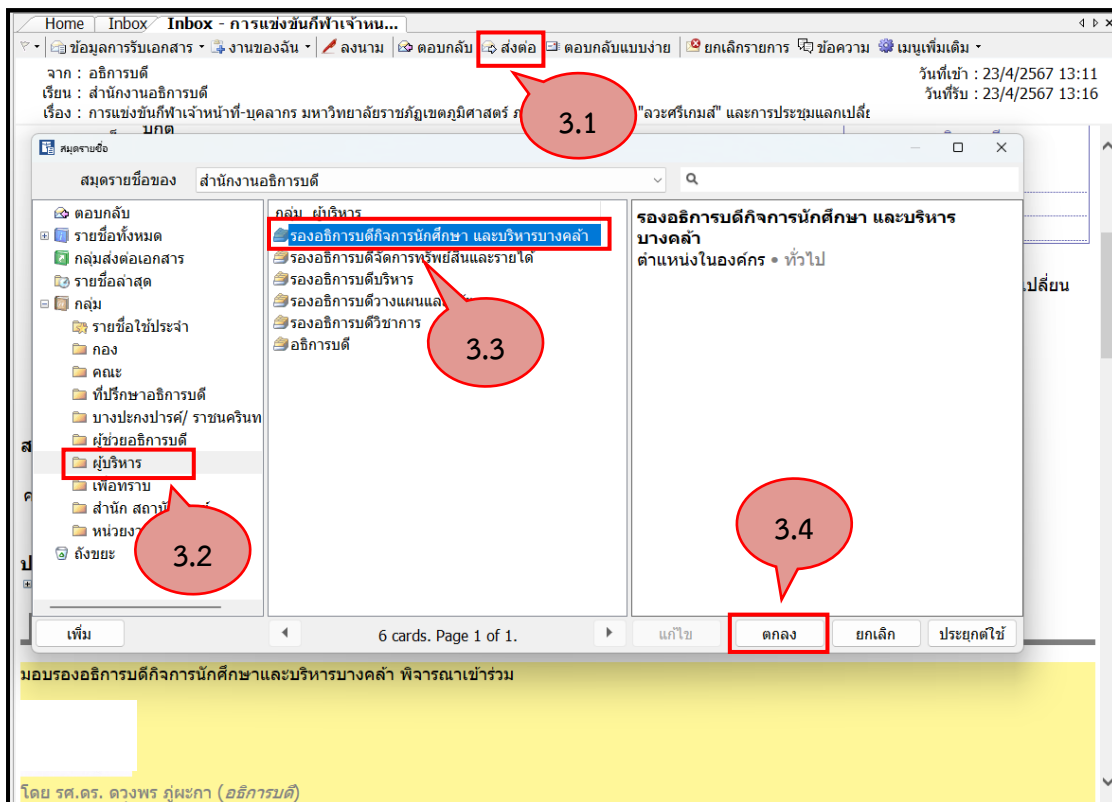 Home Inbox Inbox - การแข่งขันกีฬาเจ้าหน...
ข้อมูลการรับเอกสาร งานของฉัน ลงนาม ตอบกลับ ส่งต่อ ตอบกลับแบบง่าย ยกเลิกรายการ ข้อความ เมนูเพิ่มเติม
จาก : อธิการบดี วันที่เข้า : 23/4/2567 13:11
เรียน : สำนักงานอธิการบดี วันที่รับ : 23/4/2567 13:16
เรื่อง : การแข่งขันกีฬาเจ้าหน้าที่-บุคลากร มหาวิทยาลัยราชภัฏเขตภูมิศาสตร์ "ลวะศรีเกมส์" และการประชุมแลกเปลี่ย
3.1
สมุดรายชื่อ
สมุดรายชื่อของ สำนักงานอธิการบดี
ตอบกลับ
รายชื่อทั้งหมด
กลุ่มส่งต่อเอกสาร
รายชื่อล่าสุด
กลุ่ม
รายชื่อใช้ประจำ
กอง
คณะ
ที่ปรึกษาอธิการบดี
บางปะกงปารค์/ ราชนครินท
ผู้ช่วยอธิการบดี
ผู้บริหาร
เพื่อทราบ
สำนัก
ถังขยะ
3.2
กลุ่ม ผู้บริหาร
รองอธิการบดีกิจการนักศึกษา และบริหารบางคล้า
รองอธิการบดีจัดการทรัพย์สินและรายได้
รองอธิการบดีบริหาร
รองอธิการบดีวางแผนและ
รองอธิการบดีวิชาการ
อธิการบดี
3.3
รองอธิการบดีกิจการนักศึกษา และบริหาร
บางคล้า
ตำแหน่งในองค์กร • ทั่วไป
เปลี่ยน
3.4
เพิ่ม 6 cards. Page 1 of 1. แก้ไข ตกลง ยกเลิก ประยุกต์ใช้
มอบรองอธิการบดีกิจการนักศึกษาและบริหารบางคล้า พิจารณาเข้าร่วม
โดย รศ.ดร. ดวงพร ภู่ผะกา (อธิการบดี)